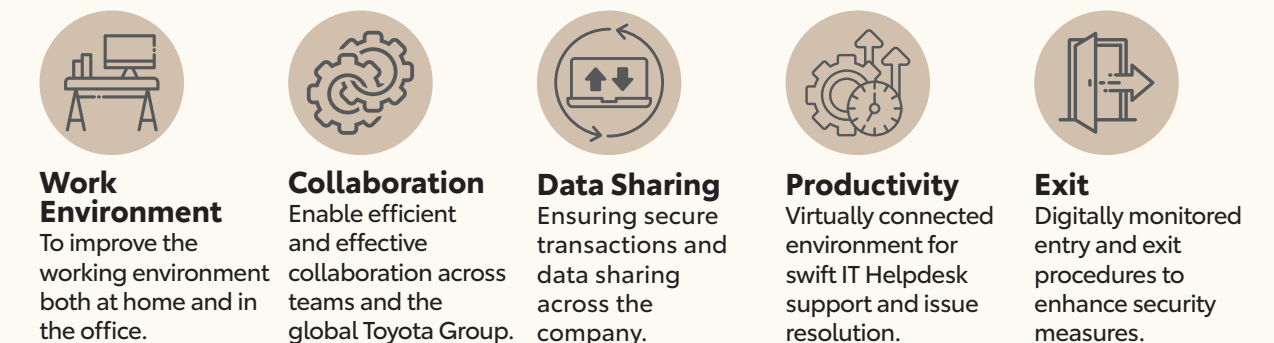 Work
Environment
To improve the
working environment
both at home and in
the office.
Collaboration
Enable efficient
and effective
collaboration across
teams and the
global Toyota Group.
Data Sharing
Ensuring secure
transactions and
data sharing
across the
company.
Productivity
Virtually connected
environment for
swift IT Helpdesk
support and issue
resolution.
Exit
Digitally monitored
entry and exit
procedures to
enhance security
measures.